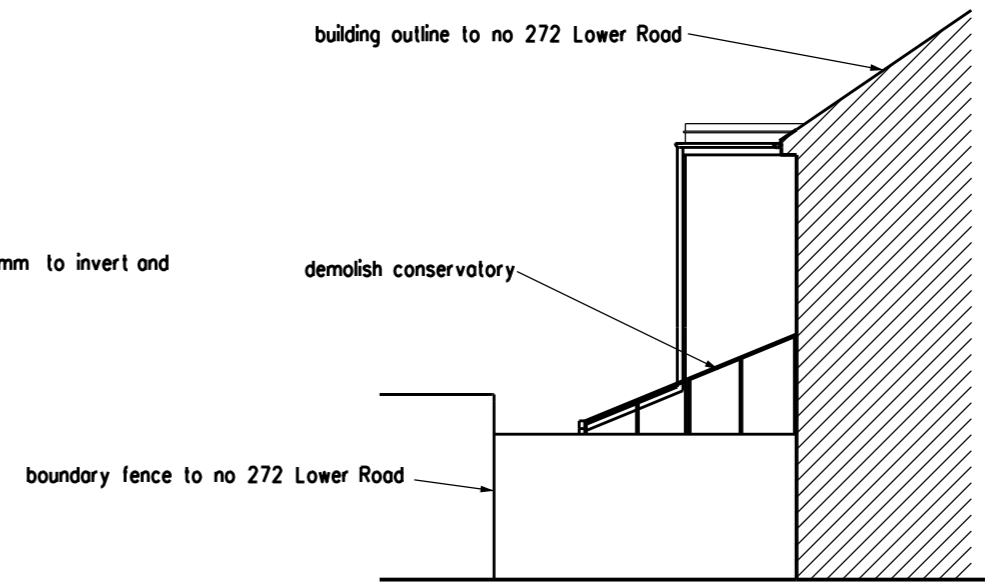 building outline to no 272 Lower Road
mm to invert and
demolish conservatory
boundary fence to no 272 Lower Road